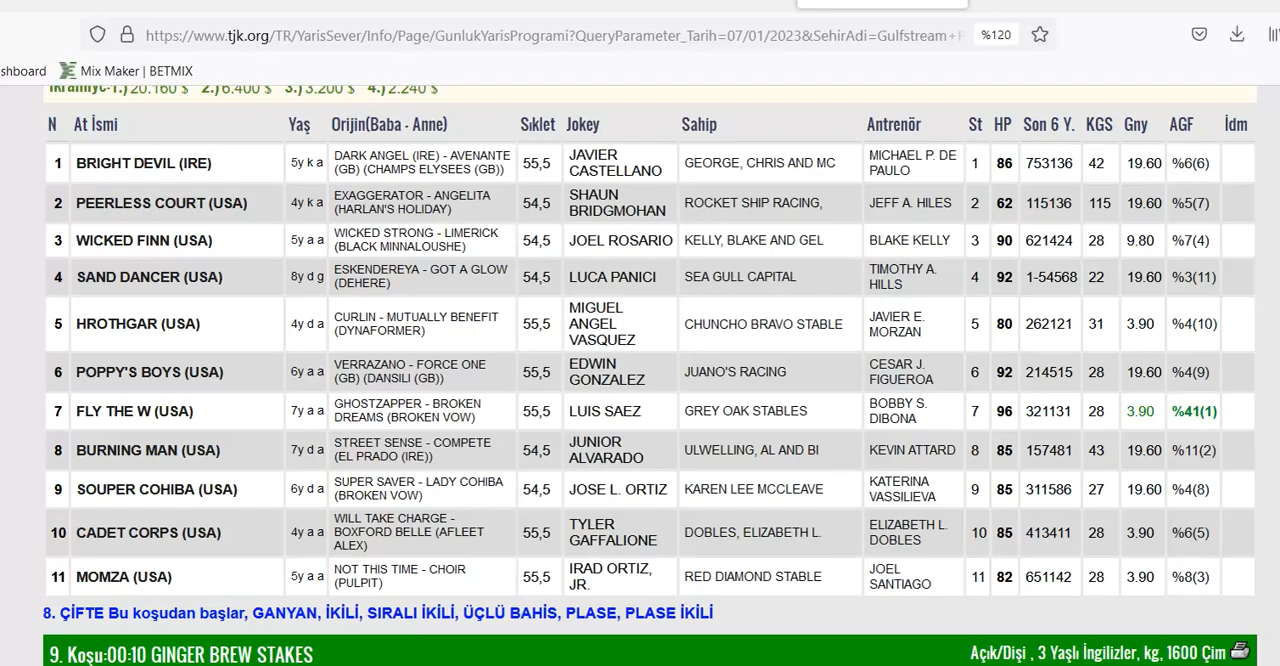 https://www.tjk.org/TR/YarisSever/Info/Page/GunlukYarisProgrami?QueryParameter_Tarih=07/01/2023&SehirAdi=Gulfstream+P %120
shboard Mix Maker | BETMIX
İkramiye:1.)20.160 $ 2.)6.400 $ 3.)3.200 $ 4.)2.240 $
N At İsmi Yaş Orijin(Baba - Anne) Sıklet Jokey Sahip Antrenör St HP Son 6 Y. KGS Gny AGF İdm
1 BRIGHT DEVIL (IRE) 5y k a DARK ANGEL (IRE) - AVENANTE (GB) (CHAMPS ELYSEES (GB)) 55,5 JAVIER CASTELLANO GEORGE, CHRIS AND MC MICHAEL P. DE PAULO 1 86 753136 42 19.60 %6(6)
2 PEERLESS COURT (USA) 4y k a EXAGGERATOR - ANGELITA (HARLAN'S HOLIDAY) 54,5 SHAUN BRIDGMOHAN ROCKET SHIP RACING, JEFF A. HILES 2 62 115136 115 19.60 %5(7)
3 WICKED FINN (USA) 5y a a WICKED STRONG - LIMERICK (BLACK MINNALOUSHE) 54,5 JOEL ROSARIO KELLY, BLAKE AND GEL BLAKE KELLY 3 90 621424 28 9.80 %7(4)
4 SAND DANCER (USA) 8y d g ESKENDEREYA - GOT A GLOW (DEHERE) 54,5 LUCA PANICI SEA GULL CAPITAL TIMOTHY A. HILLS 4 92 1-54568 22 19.60 %3(11)
5 HROTHGAR (USA) 4y d a CURLIN - MUTUALLY BENEFIT (DYNAFORMER) 55,5 MIGUEL ANGEL VASQUEZ CHUNCHO BRAVO STABLE JAVIER E. MORZAN 5 80 262121 31 3.90 %4(10)
6 POPPY'S BOYS (USA) 6y a a VERRAZANO - FORCE ONE (GB) (DANSILI (GB)) 55,5 EDWIN GONZALEZ JUANO'S RACING CESAR J. FIGUEROA 6 92 214515 28 19.60 %4(9)
7 FLY THE W (USA) 7y a a GHOSTZAPPER - BROKEN DREAMS (BROKEN VOW) 55,5 LUIS SAEZ GREY OAK STABLES BOBBY S. DIBONA 7 96 321131 28 3.90 %41(1)
8 BURNING MAN (USA) 7y d a STREET SENSE - COMPETE (EL PRADO (IRE)) 54,5 JUNIOR ALVARADO ULWELLING, AL AND BI KEVIN ATTARD 8 85 157481 43 19.60 %11(2)
9 SOUPER COHIBA (USA) 6y d a SUPER SAVER - LADY COHIBA (BROKEN VOW) 54,5 JOSE L. ORTIZ KAREN LEE MCCLEAVE KATERINA VASSILIEVA 9 85 311586 27 19.60 %4(8)
10 CADET CORPS (USA) 4y a a WILL TAKE CHARGE - BOXFORD BELLE (AFLEET ALEX) 55,5 TYLER GAFFALIONE DOBLES, ELIZABETH L. ELIZABETH L. DOBLES 10 85 413411 28 3.90 %6(5)
11 MOMZA (USA) 5y a a NOT THIS TIME - CHOIR (PULPIT) 55,5 IRAD ORTIZ, JR. RED DIAMOND STABLE JOEL SANTIAGO 11 82 651142 28 3.90 %8(3)
8. ÇİFTE Bu koşudan başlar, GANYAN, İKİLİ, SIRALI İKİLİ, ÜÇLÜ BAHİS, PLASE, PLASE İKİLİ
9. Koşu:00:10 GINGER BREW STAKES Açık/Dişi , 3 Yaşlı İngilizler, kg, 1600 Çim